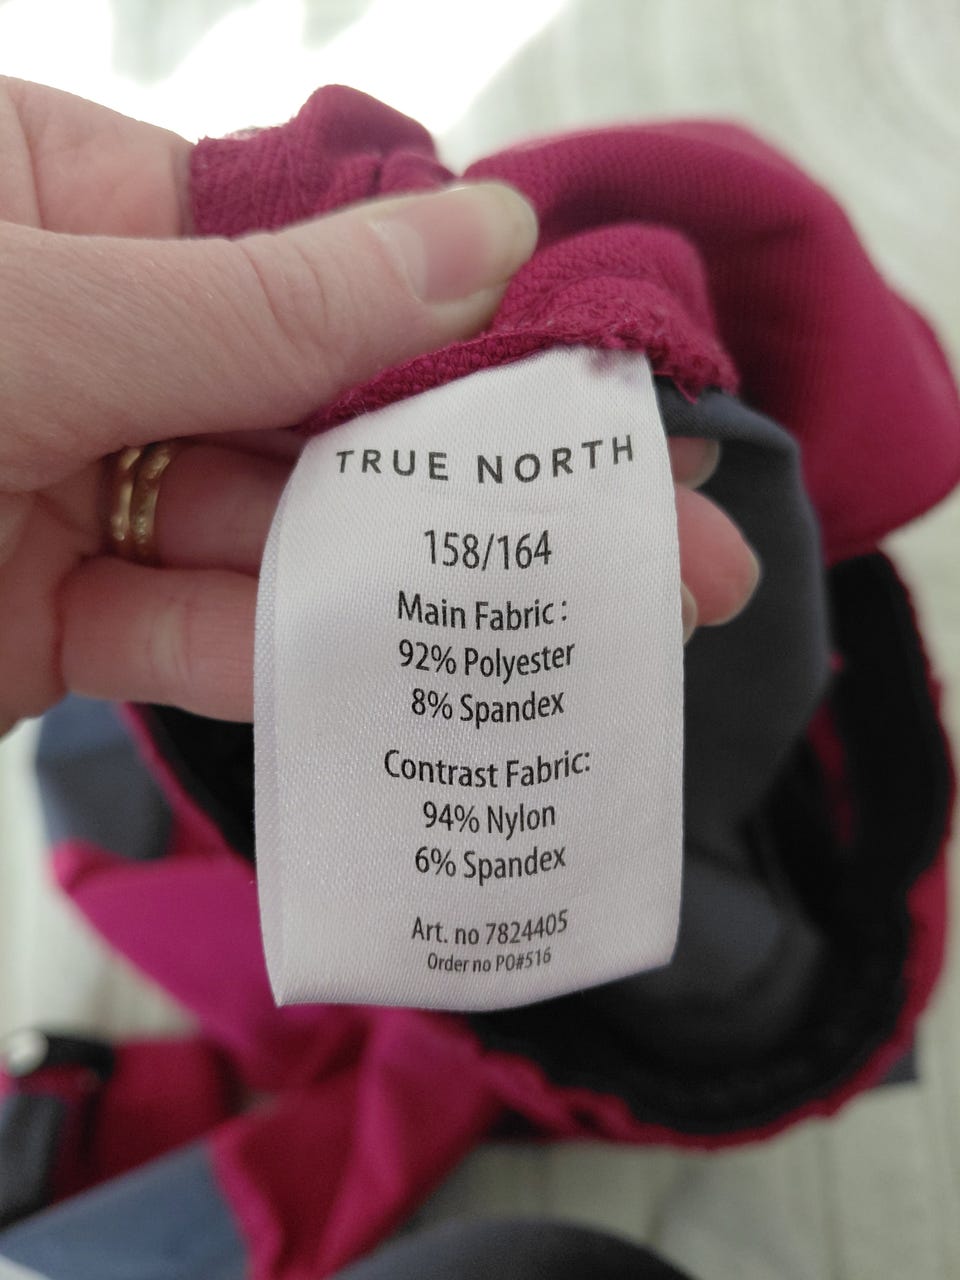 TRUE NORTH
158/164
Main Fabric :
92% Polyester
8% Spandex
Contrast Fabric:
94% Nylon
6% Spandex
Art. no 7824405
Order no PO#516